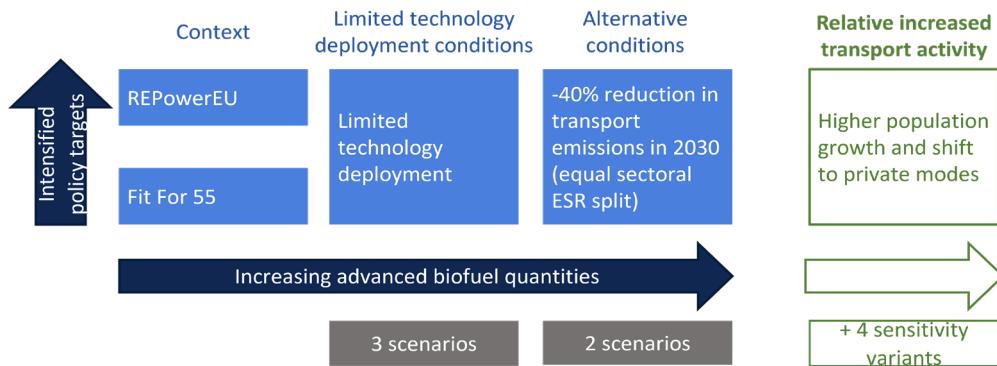 Context
Limited technology
deployment conditions
Alternative
conditions
Relative increased
transport activity
Intensified
policy targets
REPowerEU
Fit For 55
Limited
technology
deployment
-40% reduction in
transport
emissions in 2030
(equal sectoral
ESR split)
Higher population
growth and shift
to private modes
Increasing advanced biofuel quantities
3 scenarios
2 scenarios
+ 4 sensitivity
variants